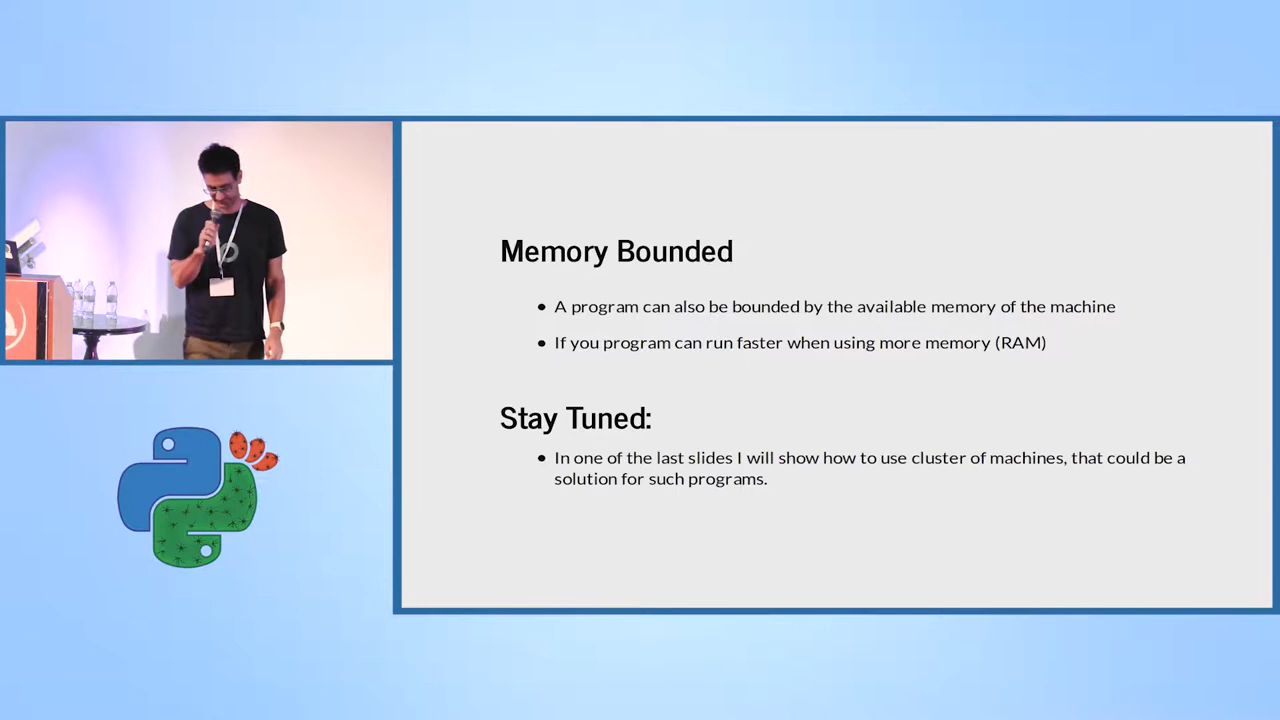 Memory Bounded
• A program can also be bounded by the available memory of the machine
• If you program can run faster when using more memory (RAM)
Stay Tuned:
• In one of the last slides I will show how to use cluster of machines, that could be a
solution for such programs.